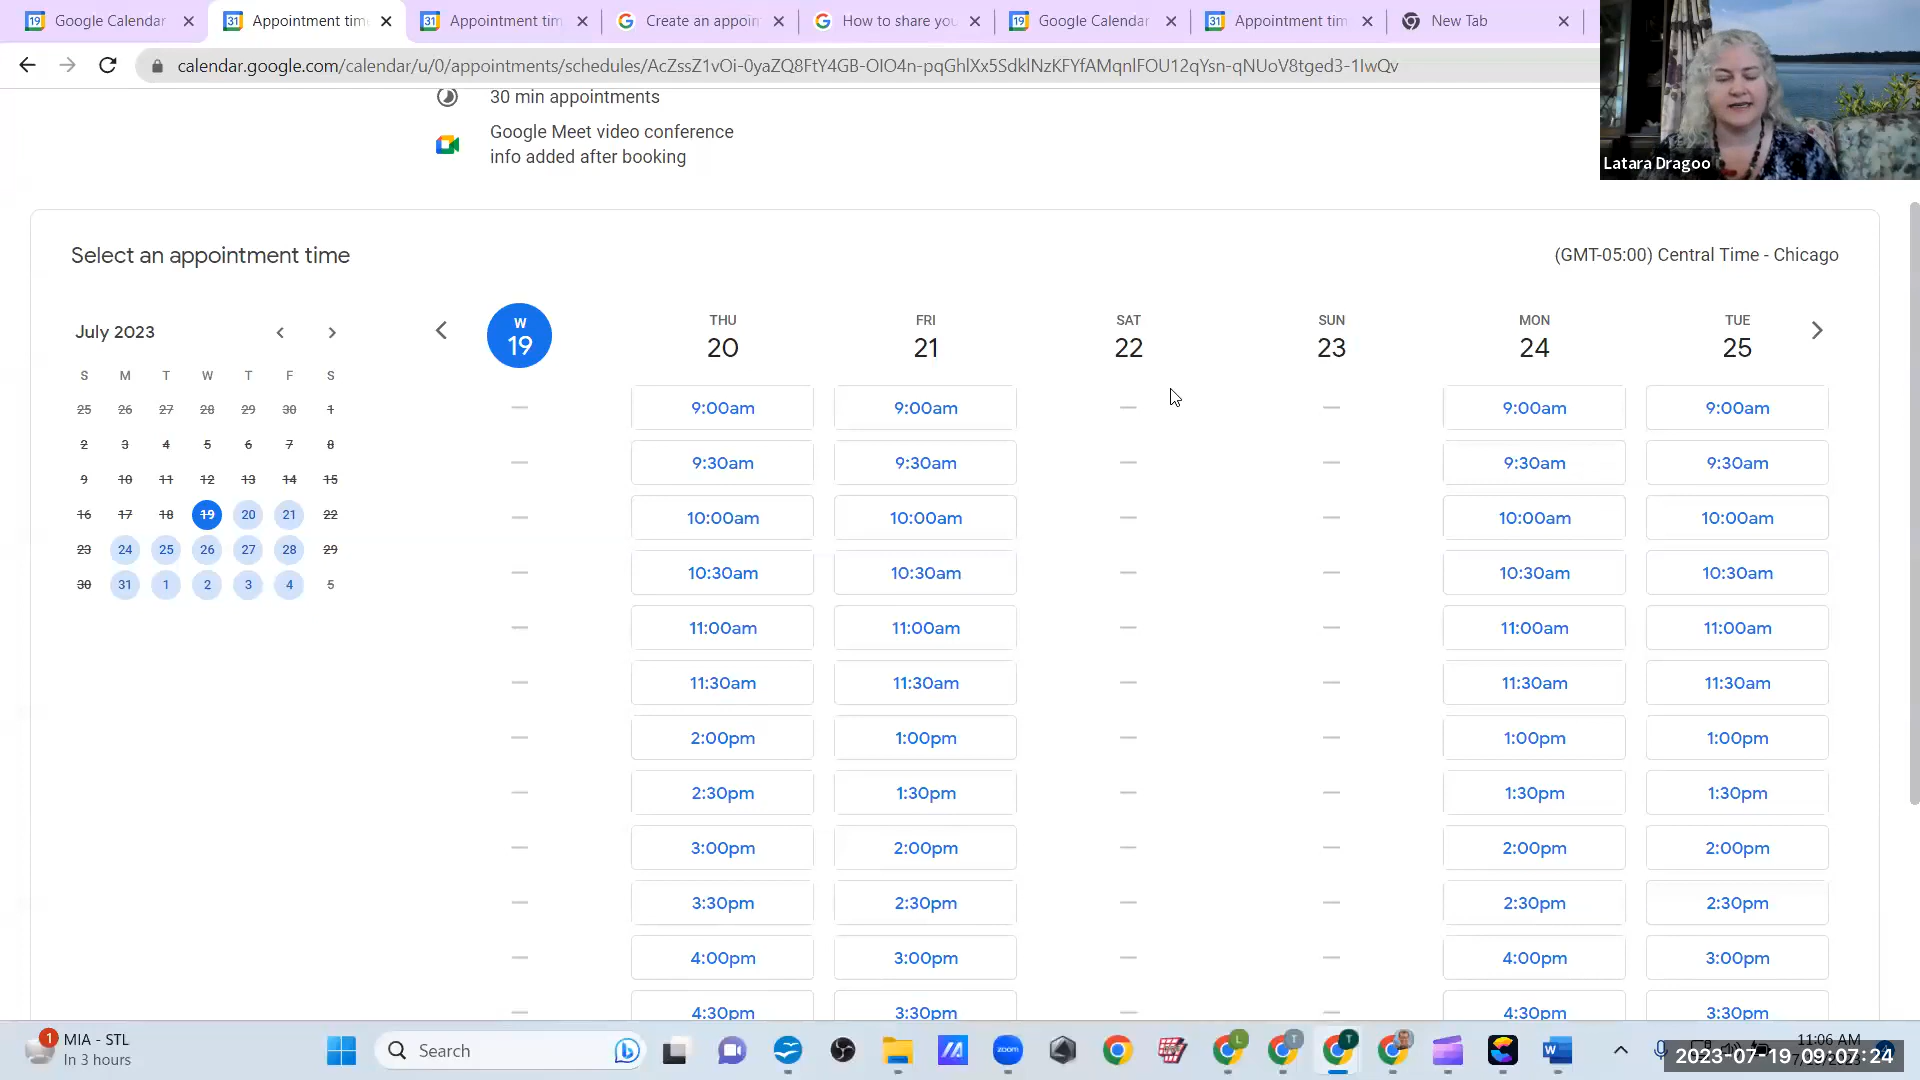 Google Calendar
Appointment tim
Appointment tim
Create an appoin
How to share you
Google Calendar
Appointment tim
New Tab
calendar.google.com/calendar/u/0/appointments/schedules/
30 min appointments
Google Meet video conference
info added after booking
Latara Dragoo
Select an appointment time
(GMT-05:00) Central Time - Chicago
July 2023
S M T W T F S
25 26 27 28 29 30 1
2 3 4 5 6 7 8
9 10 11 12 13 14 15
16 17 18 19 20 21 22
23 24 25 26 27 28 29
30 31 1 2 3 4 5
W
19
THU
20
FRI
21
SAT
22
SUN
23
MON
24
TUE
25
— 9:00am 9:00am — — 9:00am 9:00am
— 9:30am 9:30am — — 9:30am 9:30am
— 10:00am 10:00am — — 10:00am 10:00am
— 10:30am 10:30am — — 10:30am 10:30am
— 11:00am 11:00am — — 11:00am 11:00am
— 11:30am 11:30am — — 11:30am 11:30am
— 2:00pm 1:00pm — — 1:00pm 1:00pm
— 2:30pm 1:30pm — — 1:30pm 1:30pm
— 3:00pm 2:00pm — — 2:00pm 2:00pm
— 3:30pm 2:30pm — — 2:30pm 2:30pm
— 4:00pm 3:00pm — — 4:00pm 3:00pm
— 4:30pm 3:30pm — — 4:30pm 3:30pm
1
MIA - STL
In 3 hours
Search
zoom
L
T
T
W
11:06 AM
2023-07-19 09:07:24